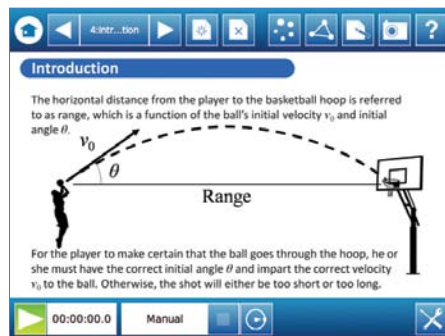 4:Intr...tion
?
Introduction
The horizontal distance from the player to the basketball hoop is referred
to as range, which is a function of the ball's initial velocity v₀ and initial
angle θ.
v₀
θ
Range
For the player to make certain that the ball goes through the hoop, he or
she must have the correct initial angle θ and impart the correct velocity
v₀ to the ball. Otherwise, the shot will either be too short or too long.
00:00:00.0 Manual